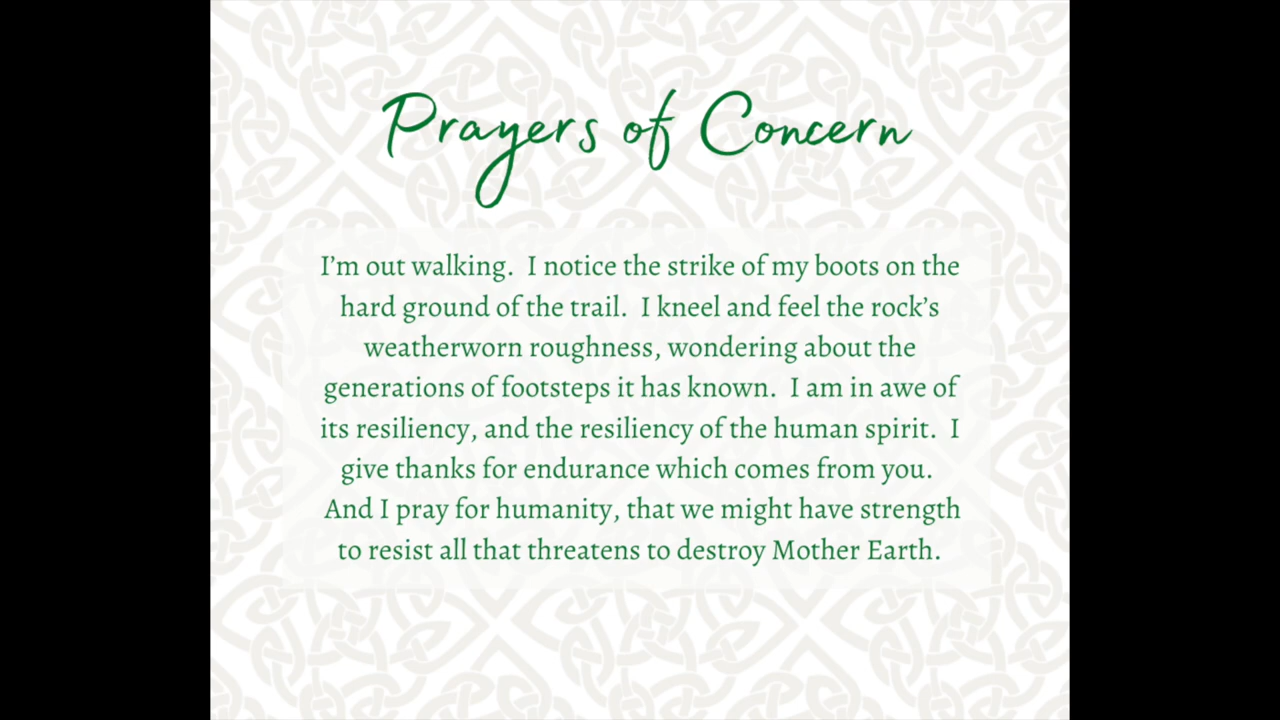 Prayers of Concern
I'm out walking.  I notice the strike of my boots on the
hard ground of the trail.  I kneel and feel the rock's
weatherworn roughness, wondering about the
generations of footsteps it has known.  I am in awe of
its resiliency, and the resiliency of the human spirit.  I
give thanks for endurance which comes from you.
And I pray for humanity, that we might have strength
to resist all that threatens to destroy Mother Earth.